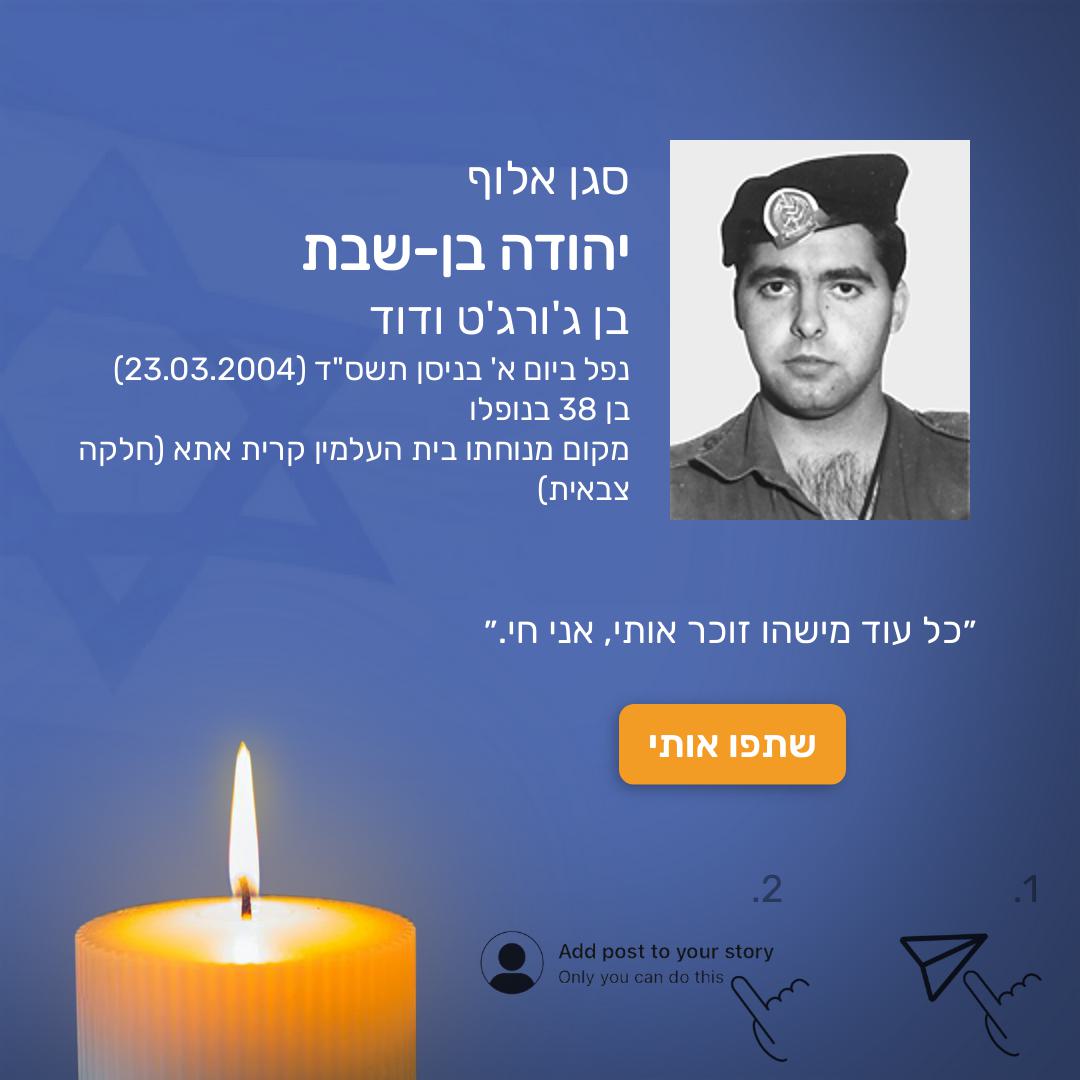 סגן אלוף
יהודה בן-שבת
בן ג'ורג'ט ודוד
נפל ביום א' בניסן תשס"ד (23.03.2004)
בן 38 בנופלו
מקום מנוחתו בית העלמין קרית אתא (חלקה
צבאית)
"כל עוד מישהו זוכר אותי, אני חי."
שתפו אותי
1.
2.
Add post to your story
Only you can do this